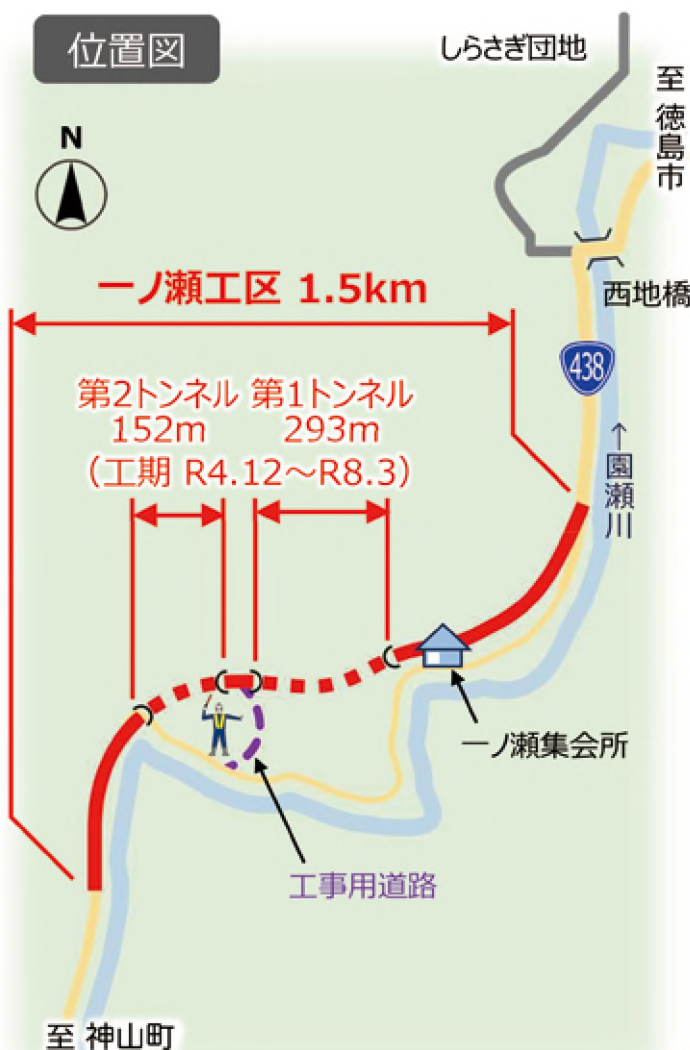 位置図
しらさぎ団地
至 徳島市
N
西地橋
一ノ瀬工区 1.5km
438
第2トンネル 第1トンネル
152m 293m
（工期 R4.12～R8.3）
↑園瀬川
一ノ瀬集会所
工事用道路
至 神山町